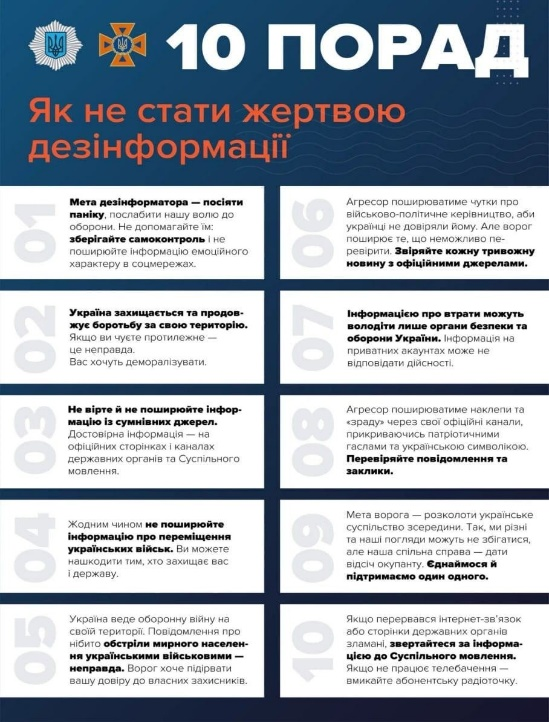 10 ПОРАД
Як не стати жертвою
дезінформації
01
Мета дезінформатора — посіяти
паніку, послабити нашу волю до
оборони. Не допомагайте їм:
зберігайте самоконтроль і не
поширюйте інформацію емоційного
характеру в соцмережах.
02
Україна захищається та продов-
жує боротьбу за свою територію.
Якщо ви чуєте протилежне —
це неправда.
Вас хочуть деморалізувати.
03
Не вірте й не поширюйте інфор-
мацію із сумнівних джерел.
Достовірна інформація — на
офіційних сторінках і каналах
державних органів та Суспільного
мовлення.
04
Жодним чином не поширюйте
інформацію про переміщення
українських військ. Ви можете
нашкодити тим, хто захищає вас
і державу.
05
Україна веде оборонну війну на
своїй території. Повідомлення про
нібито обстріли мирного населен-
ня українськими військовими —
неправда. Ворог хоче підірвати
вашу довіру до власних захисників.
06
Агресор поширюватиме чутки про
військово-політичне керівництво, аби
українці не довіряли йому. Але ворог
поширює те, що неможливо пе-
ревірити. Звіряйте кожну тривожну
новину з офіційними джерелами.
07
Інформацією про втрати можуть
володіти лише органи безпеки та
оборони України. Інформація на
приватних акаунтах може не
відповідати дійсності.
08
Агресор поширюватиме наклепи та
«зраду» через свої офіційні канали,
прикриваючись патріотичними
гаслами та українською символікою.
Перевіряйте повідомлення та
заклики.
09
Мета ворога — розколоти українське
суспільство зсередини. Так, ми різні
та наші погляди можуть не збігатися,
але наша спільна справа — дати
відсіч окупанту. Єднаймося й
підтримаємо один одного.
10
Якщо перервався інтернет-зв'язок
або сторінки державних органів
зламані, звертайтеся за інформа-
цією до Суспільного мовлення.
Якщо не працює телебачення —
вмикайте абонентську радіоточку.